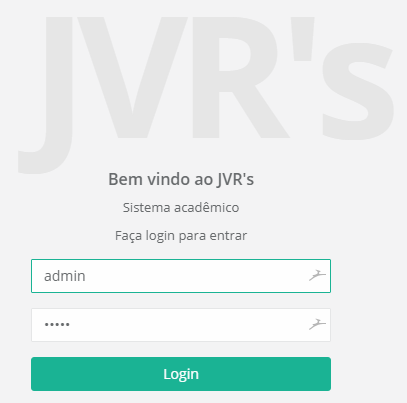 JVR's
Bem vindo ao JVR's
Sistema acadêmico
Faça login para entrar
admin
•••••
Login